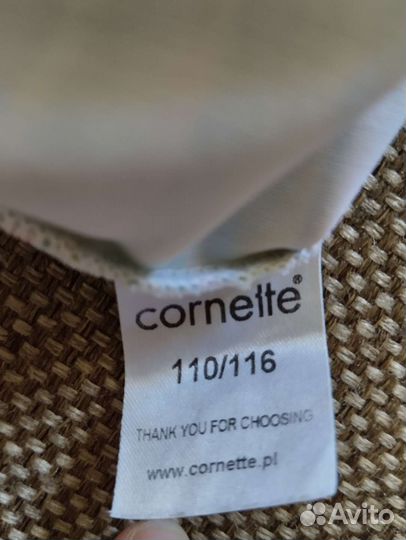 cornette®
110/116
THANK YOU FOR CHOOSING
www.cornette.pl
Avito